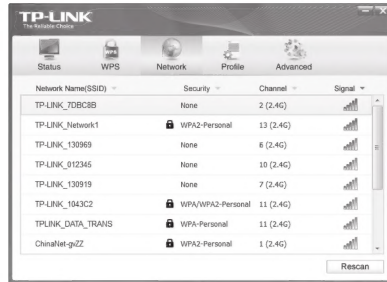 TP-LINK
The Reliable Choice
WPS
Status WPS Network Profile Advanced
Network Name(SSID) Security Channel Signal
TP-LINK_7DBC8B None 2 (2.4G)
TP-LINK_Network1 WPA2-Personal 13 (2.4G)
TP-LINK_130969 None 6 (2.4G)
TP-LINK_012345 None 10 (2.4G)
TP-LINK_130919 None 7 (2.4G)
TP-LINK_1043C2 WPA/WPA2-Personal 11 (2.4G)
TPLINK_DATA_TRANS WPA-Personal 11 (2.4G)
ChinaNet-gvZZ WPA2-Personal 1 (2.4G)
Rescan